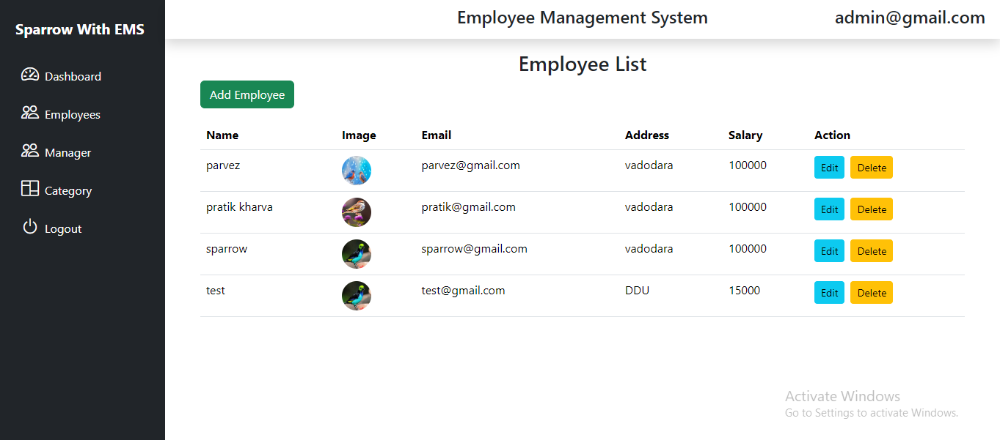 Sparrow With EMS
Dashboard
Employees
Manager
Category
Logout
Employee Management System admin@gmail.com
Employee List
Add Employee
Name Image Email Address Salary Action
parvez parvez@gmail.com vadodara 100000 Edit Delete
pratik kharva pratik@gmail.com vadodara 100000 Edit Delete
sparrow sparrow@gmail.com vadodara 100000 Edit Delete
test test@gmail.com DDU 15000 Edit Delete
Activate Windows
Go to Settings to activate Windows.